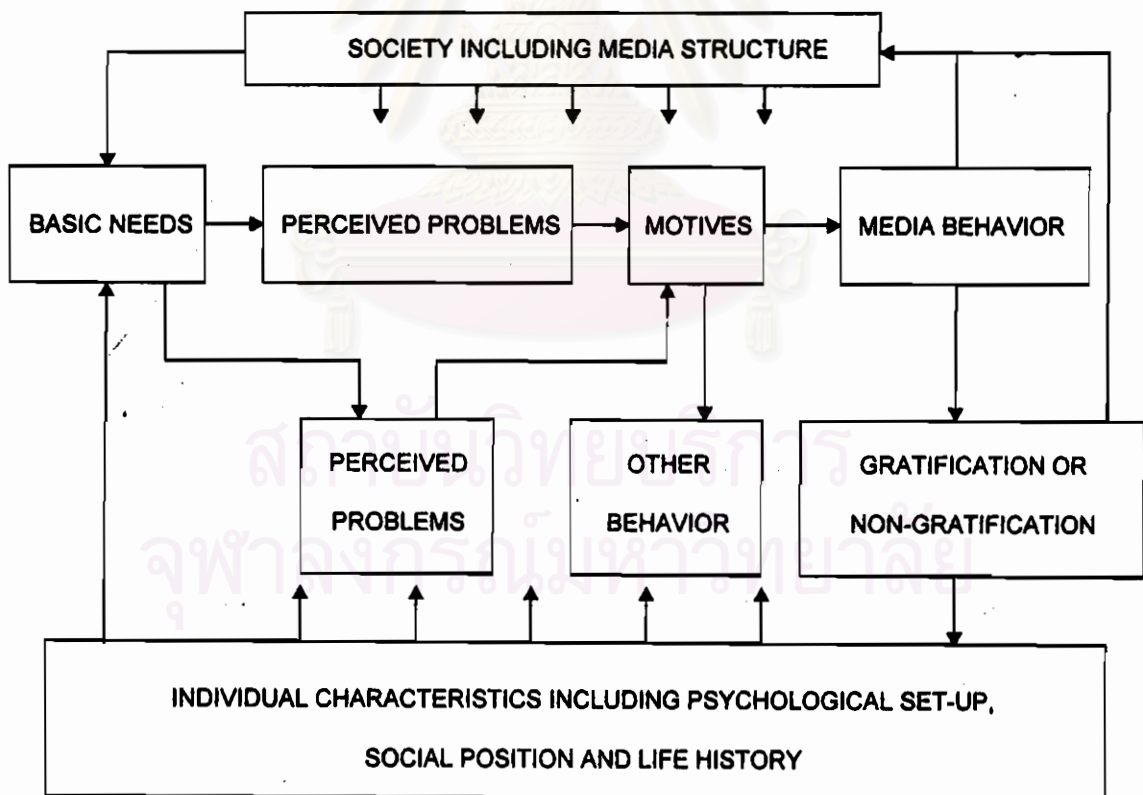 SOCIETY INCLUDING MEDIA STRUCTURE
BASIC NEEDS
PERCEIVED PROBLEMS
MOTIVES
MEDIA BEHAVIOR
PERCEIVED
PROBLEMS
OTHER
BEHAVIOR
GRATIFICATION OR
NON-GRATIFICATION
สถาบันวิทยบริการ
จุฬาลงกรณ์มหาวิทยาลัย
INDIVIDUAL CHARACTERISTICS INCLUDING PSYCHOLOGICAL SET-UP,
SOCIAL POSITION AND LIFE HISTORY